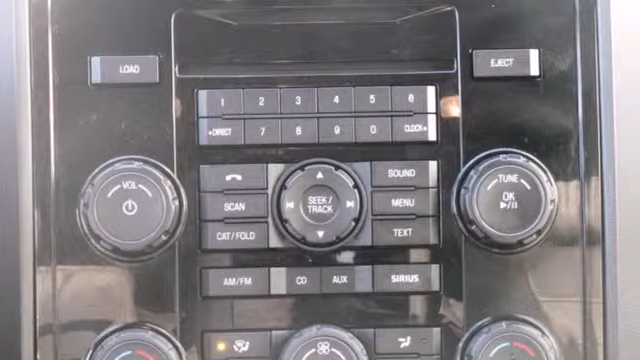 LOAD
EJECT
1 2 3 4 5 6
DIRECT 7 8 9 0 CLOCK
VOL
SOUND
TUNE
SEEK / TRACK
SCAN
MENU
OK
CAT / FOLD
TEXT
AM / FM
CD
AUX
SIRIUS